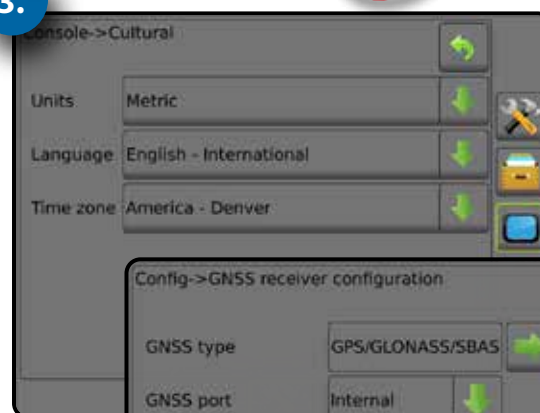 3.
Console->Cultural
Units Metric
Language English - International
Time zone America - Denver
Config->GNSS receiver configuration
GNSS type GPS/GLONASS/SBAS
GNSS port Internal